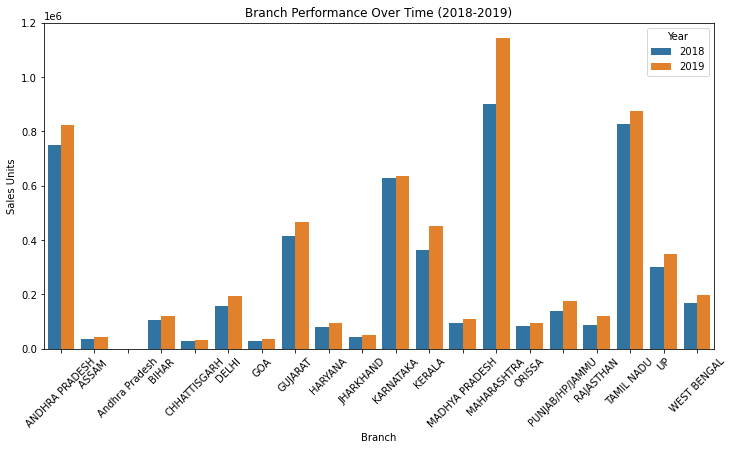 Branch Performance Over Time (2018-2019)
1e6
1.2
1.0
0.8
0.6
0.4
0.2
0.0
Sales Units
Year
2018
2019
ANDHRA PRADESH
ASSAM
Andhra Pradesh
BIHAR
CHHATTISGARH
DELHI
GOA
GUJARAT
HARYANA
JHARKHAND
KARNATAKA
KERALA
MADHYA PRADESH
MAHARASHTRA
ORISSA
PUNJAB/HP/JAMMU
RAJASTHAN
TAMIL NADU
UP
WEST BENGAL
Branch